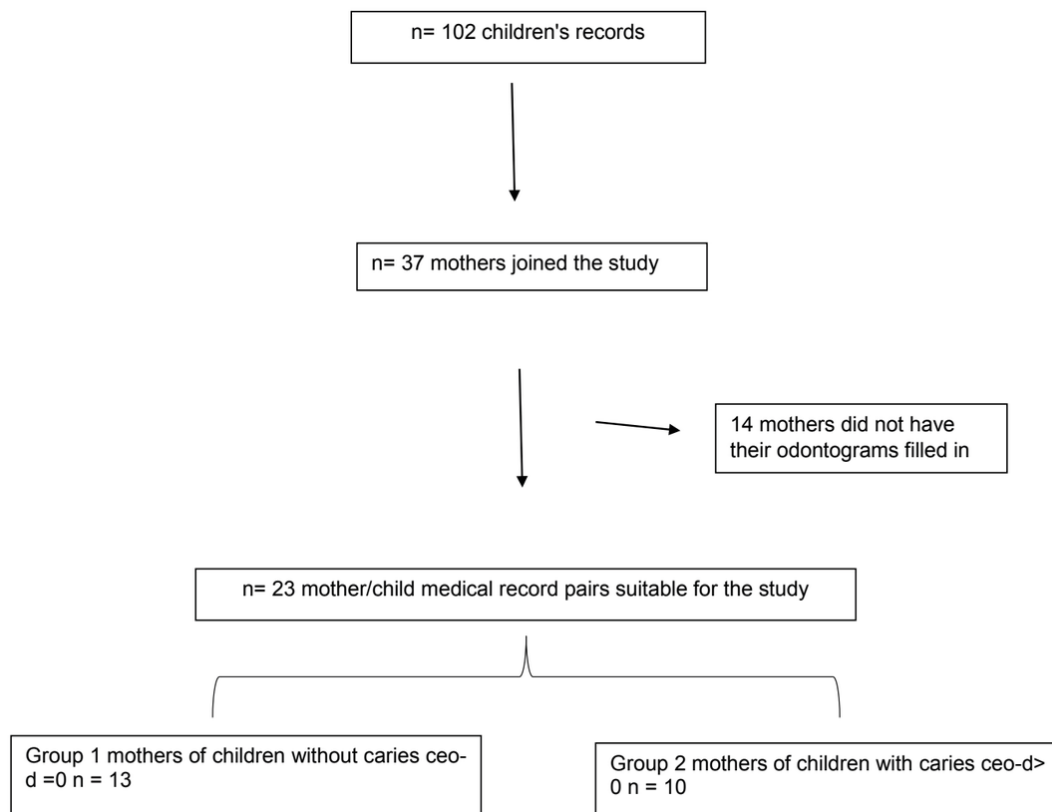 n= 102 children's records
n= 37 mothers joined the study
14 mothers did not have
their odontograms filled in
n= 23 mother/child medical record pairs suitable for the study
Group 1 mothers of children without caries ceo-
d =0 n = 13
Group 2 mothers of children with caries ceo-d>
0 n = 10